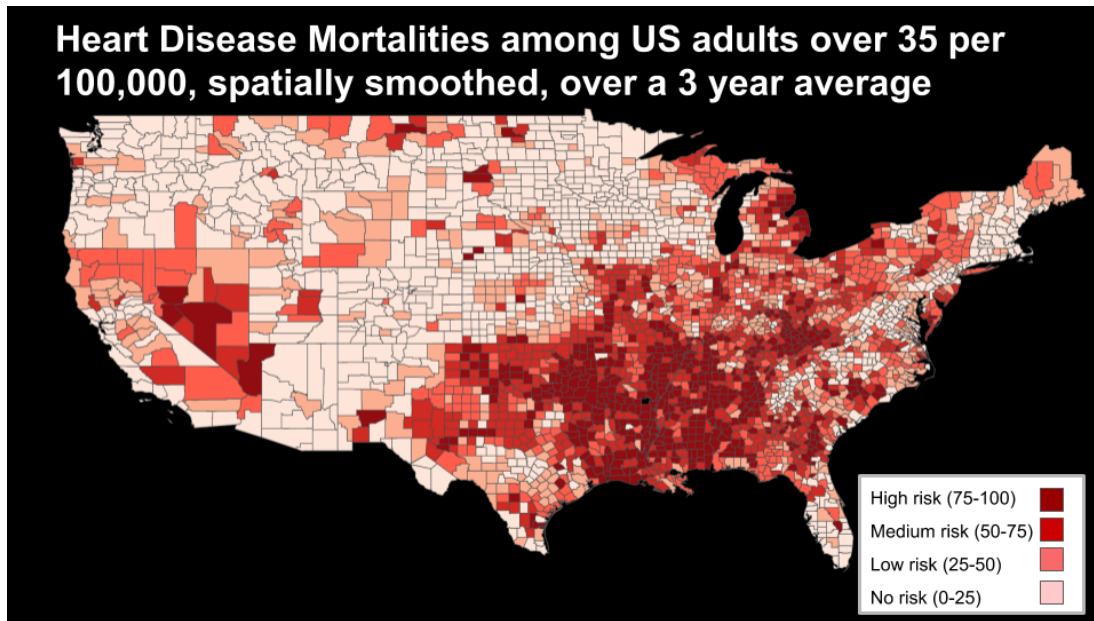 Heart Disease Mortalities among US adults over 35 per
100,000, spatially smoothed, over a 3 year average
High risk (75-100)
Medium risk (50-75)
Low risk (25-50)
No risk (0-25)